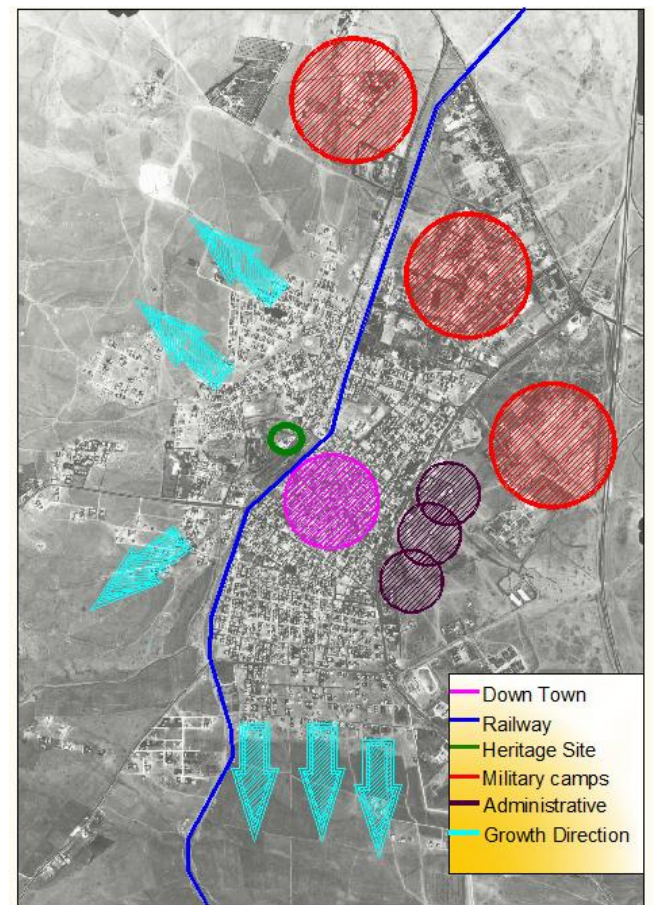 Down Town
Railway
Heritage Site
Military camps
Administrative
Growth Direction